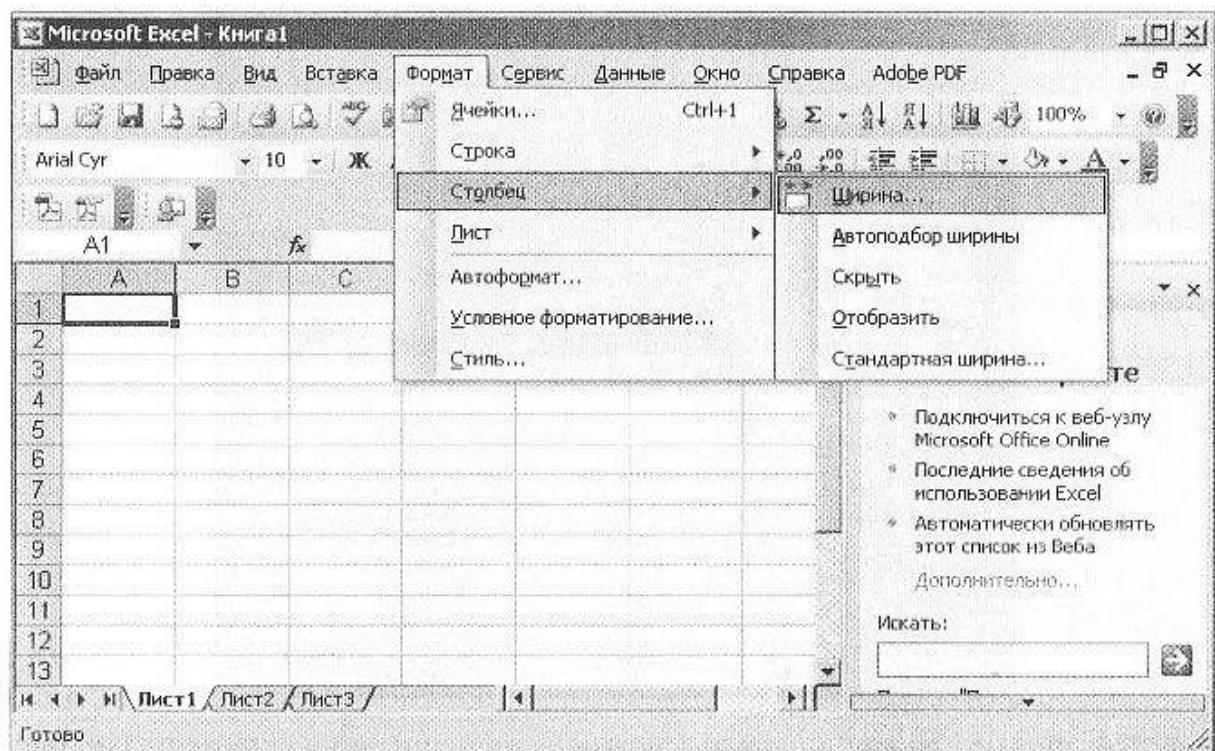 Microsoft Excel - Книга1
Файл Правка Вид Вставка Формат Сервис Данные Окно Справка Adobe PDF
100%
Arial Cyr 10 Ж
A1 fx
A B C
1
2
3
4
5
6
7
8
9
10
11
12
13
Ячейки... Ctrl+1
Строка
Столбец
Лист
Автоформат...
Условное форматирование...
Стиль...
Ширина...
Автоподбор ширины
Скрыть
Отобразить
Стандартная ширина...
те
Подключиться к веб-узлу
Microsoft Office Online
Последние сведения об
использовании Excel
Автоматически обновлять
этот список из Веба
Дополнительно...
Искать:
Лист1 Лист2 Лист3
Готово